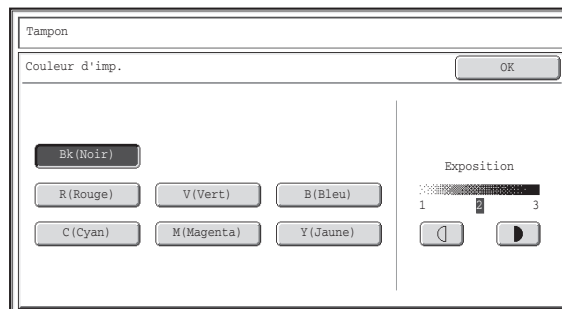 Tampon
Couleur d'imp. OK
Bk(Noir)
R(Rouge) V(Vert) B(Bleu)
C(Cyan) M(Magenta) Y(Jaune)
Exposition
1 2 3